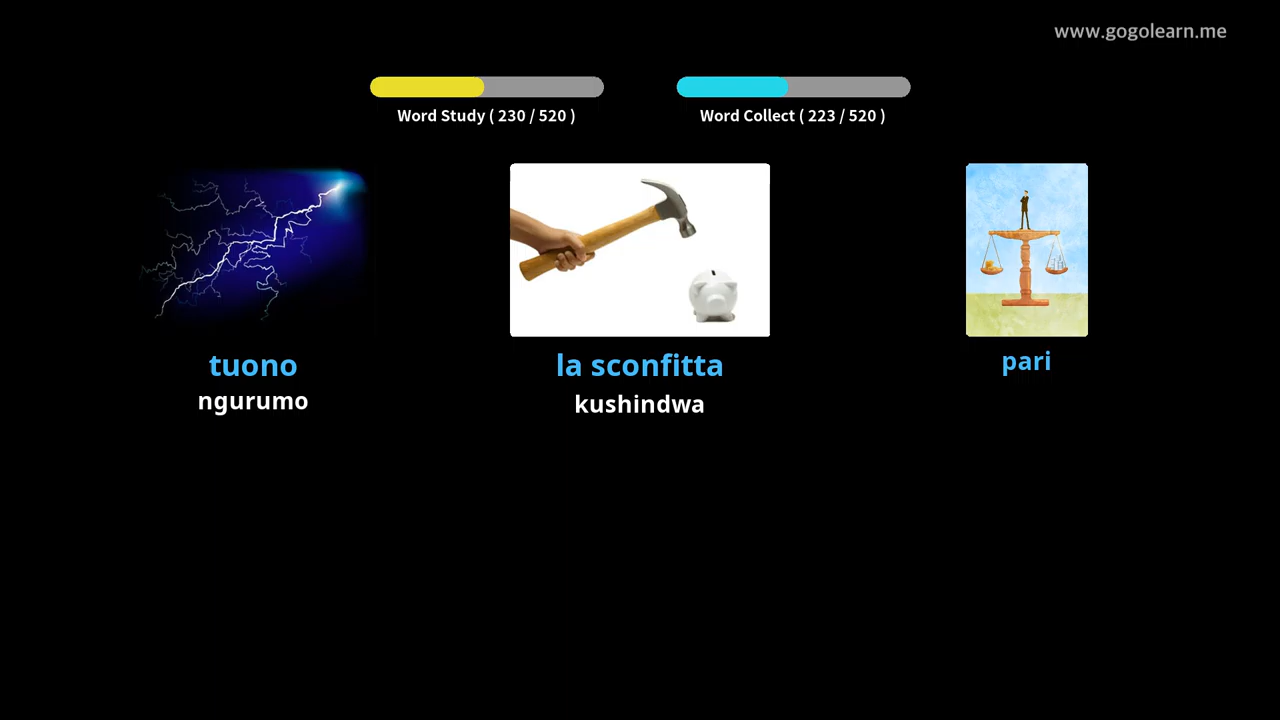 www.gogolearn.me
Word Study ( 230 / 520 )
Word Collect ( 223 / 520 )
tuono
ngurumo
la sconfitta
kushindwa
pari